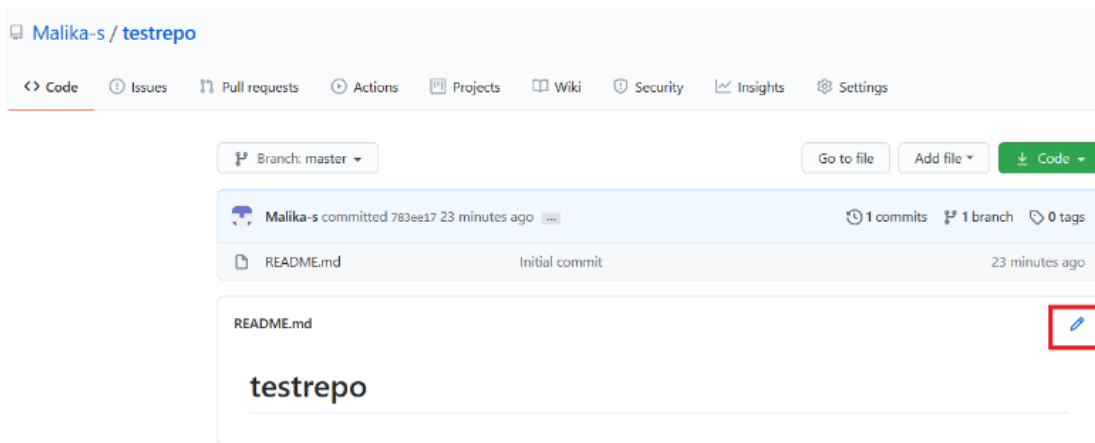 Malika-s / testrepo
<> Code Issues Pull requests Actions Projects Wiki Security Insights Settings
Branch: master Go to file Add file Code
Malika-s committed 783ee17 23 minutes ago ... 1 commits 1 branch 0 tags
README.md Initial commit 23 minutes ago
README.md
testrepo